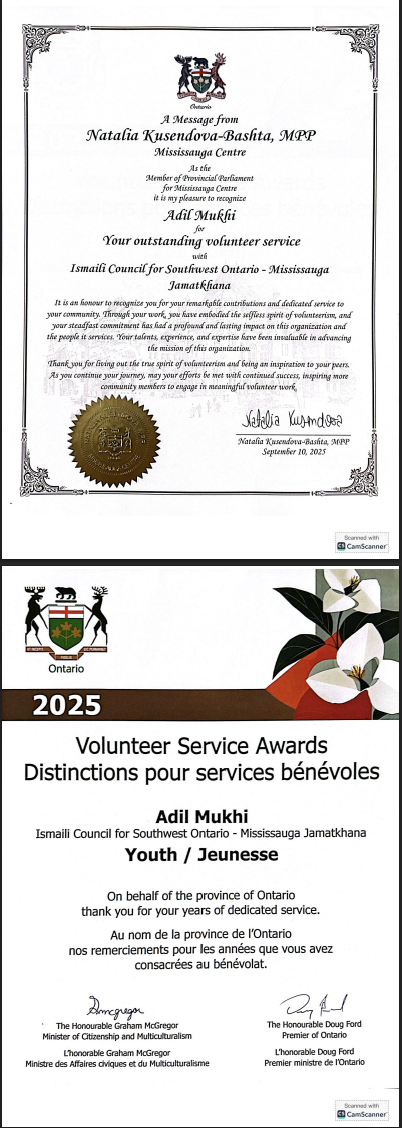 Ontario
A Message from
Natalia Kusendova-Bashta, MPP
Mississauga Centre
As the
Member of Provincial Parliament
for Mississauga Centre
it is my pleasure to recognize
Adil Mukhi
for
Your outstanding volunteer service
with
Ismaili Council for Southwest Ontario - Mississauga
Jamatkhana
It is an honour to recognize you for your remarkable contributions and dedicated service to
your community. Through your work, you have embodied the selfless spirit of volunteerism, and
your steadfast commitment has had a profound and lasting impact on this organization and
the people it services. Your talents, experience, and expertise have been invaluable in advancing
the mission of this organization.
Thank you for living out the true spirit of volunteerism and being an inspiration to your peers.
As you continue your journey, may your efforts be met with continued success, inspiring more
community members to engage in meaningful volunteer work.
Natalia Kusendova
Natalia Kusendova-Bashta, MPP
September 10, 2025
Scanned with
CS CamScanner
Ontario
2025
Volunteer Service Awards
Distinctions pour services bénévoles
Adil Mukhi
Ismaili Council for Southwest Ontario - Mississauga Jamatkhana
Youth / Jeunesse
On behalf of the province of Ontario
thank you for your years of dedicated service.
Au nom de la province de l'Ontario
nos remerciements pour les années que vous avez
consacrées au bénévolat.
The Honourable Graham McGregor
Minister of Citizenship and Multiculturalism
L'honorable Graham McGregor
Ministre des Affaires civiques et du Multiculturalisme
The Honourable Doug Ford
Premier of Ontario
L'honorable Doug Ford
Premier ministre de l'Ontario
Scanned with
CS CamScanner